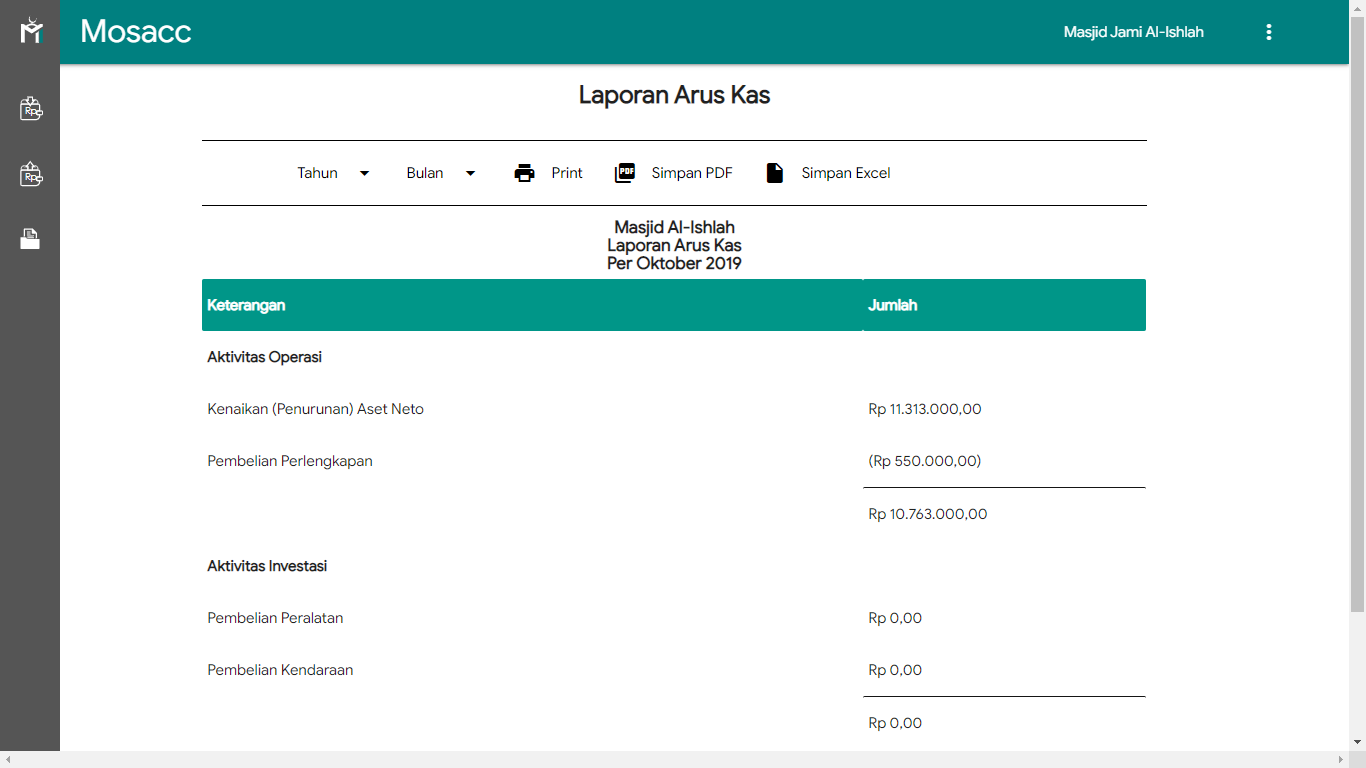 Mosacc
Masjid Jami Al-Ishlah
Laporan Arus Kas
Tahun Bulan Print PDF Simpan PDF Simpan Excel
Masjid Al-Ishlah
Laporan Arus Kas
Per Oktober 2019
Keterangan Jumlah
Aktivitas Operasi
Kenaikan (Penurunan) Aset Neto Rp 11.313.000,00
Pembelian Perlengkapan (Rp 550.000,00)
Rp 10.763.000,00
Aktivitas Investasi
Pembelian Peralatan Rp 0,00
Pembelian Kendaraan Rp 0,00
Rp 0,00
Rp
Rp